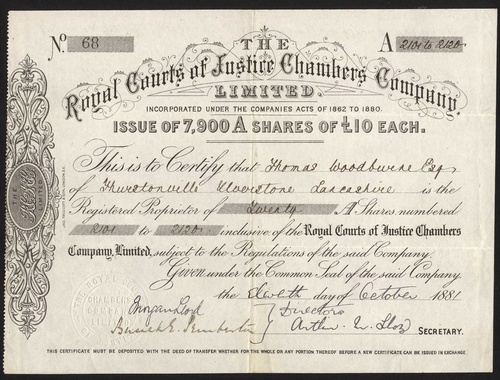 No. 68 THE A 2101 to 2120
Royal Courts of Justice Chambers Company,
LIMITED.
INCORPORATED UNDER THE COMPANIES ACTS OF 1862 TO 1880.
ISSUE OF 7,900 A SHARES OF £10 EACH.
This is to Certify that Thomas Woodburne Esq
of Thurstonville Ulverstone Lancashire is the
Registered Proprietor of Twenty A Shares numbered
2101 to 2120 inclusive of the Royal Courts of Justice Chambers
Company, Limited, subject to the Regulations of the said Company.
Given under the Common Seal of the said Company
the Eleventh day of October 1881
Directors
Arthur W. SECRETARY.
THIS CERTIFICATE MUST BE DEPOSITED WITH THE DEED OF TRANSFER WHETHER FOR THE WHOLE OR ANY PORTION THEREOF BEFORE A NEW CERTIFICATE CAN BE ISSUED IN EXCHANGE.